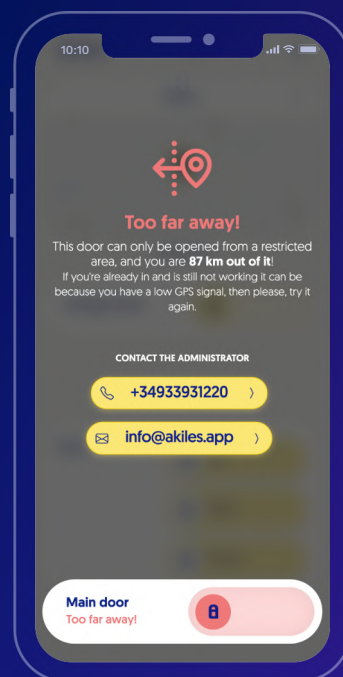 10:10
Too far away!
This door can only be opened from a restricted
area, and you are 87 km out of it!
If you're already in and is still not working it can be
because you have a low GPS signal, then please, try it
again.
CONTACT THE ADMINISTRATOR
+34933931220
info@akiles.app
Main door
Too far away!